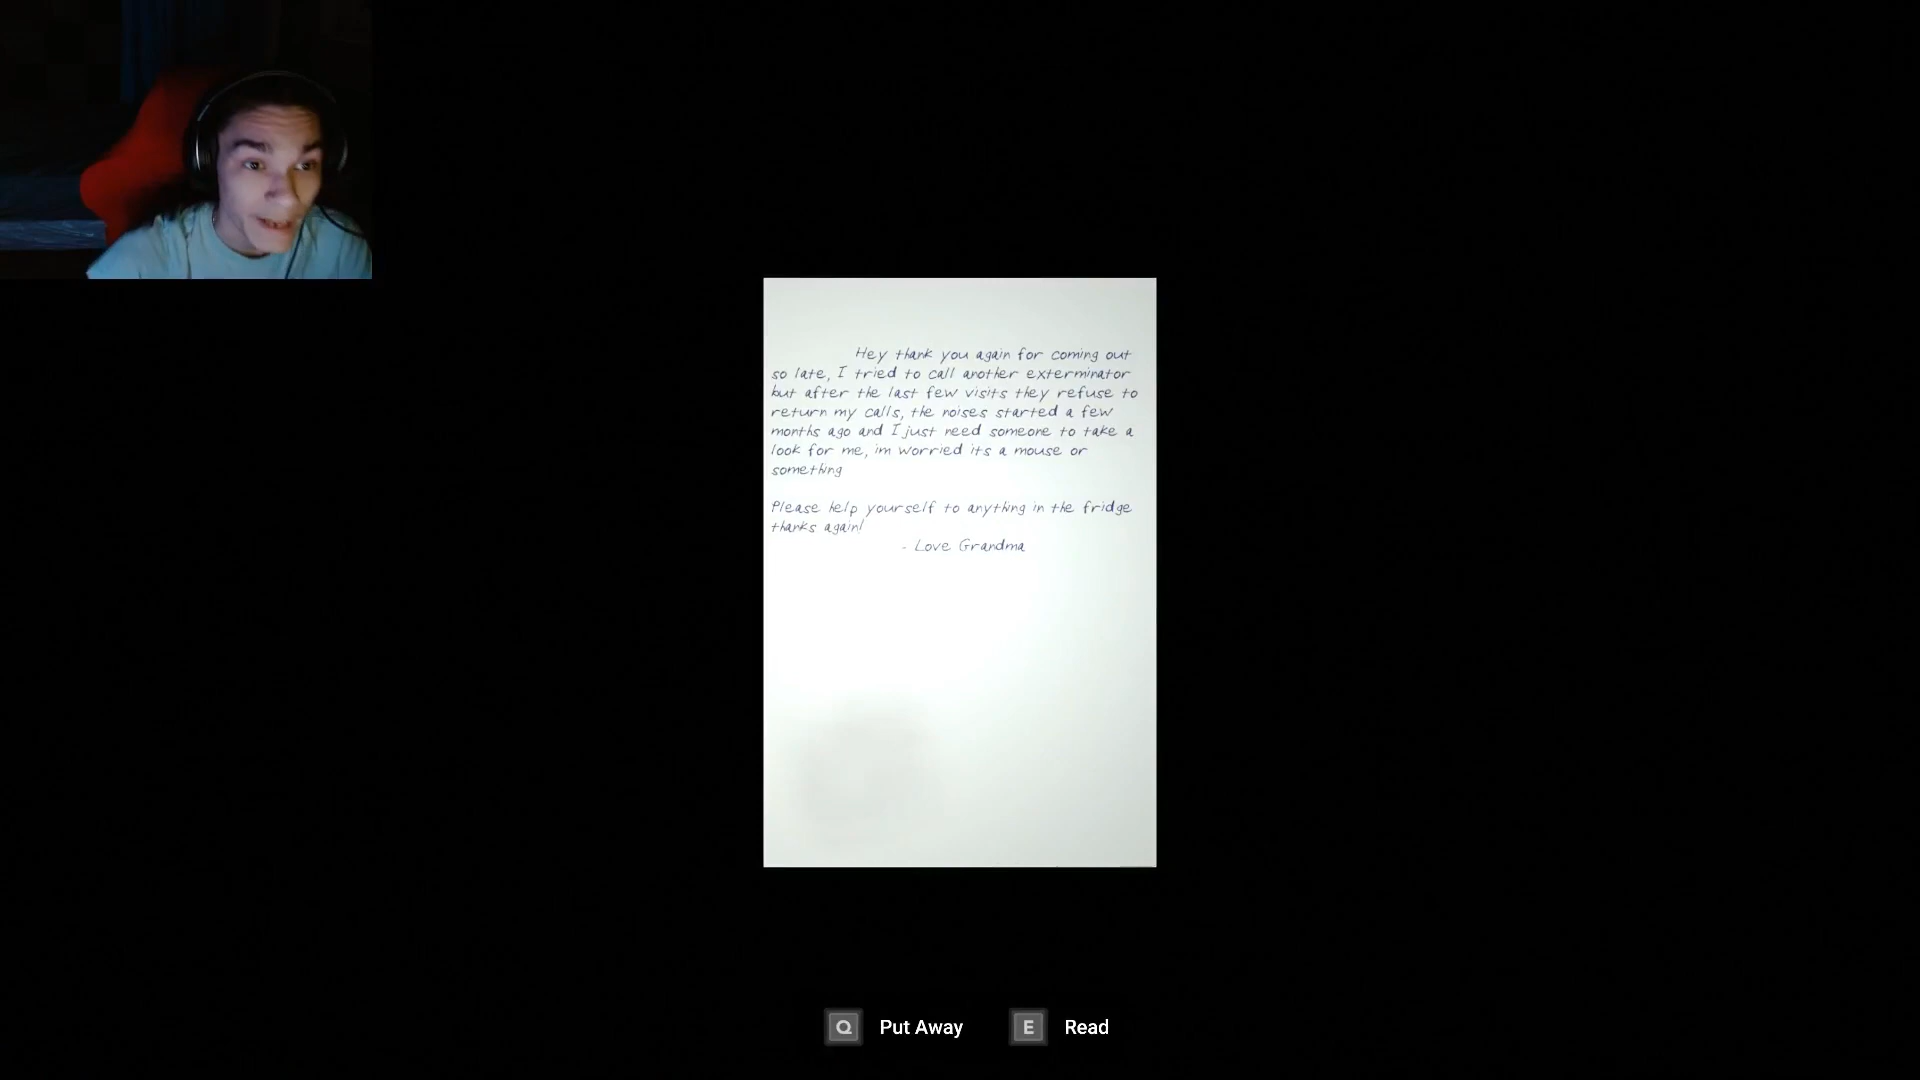 Hey thank you again for coming out
so late, I tried to call another exterminator
but after the last few visits they refuse to
return my calls, the noises started a few
months ago and I just need someone to take a
look for me, im worried its a mouse or
something
Please help yourself to anything in the fridge
thanks again!
- Love Grandma
Q Put Away E Read